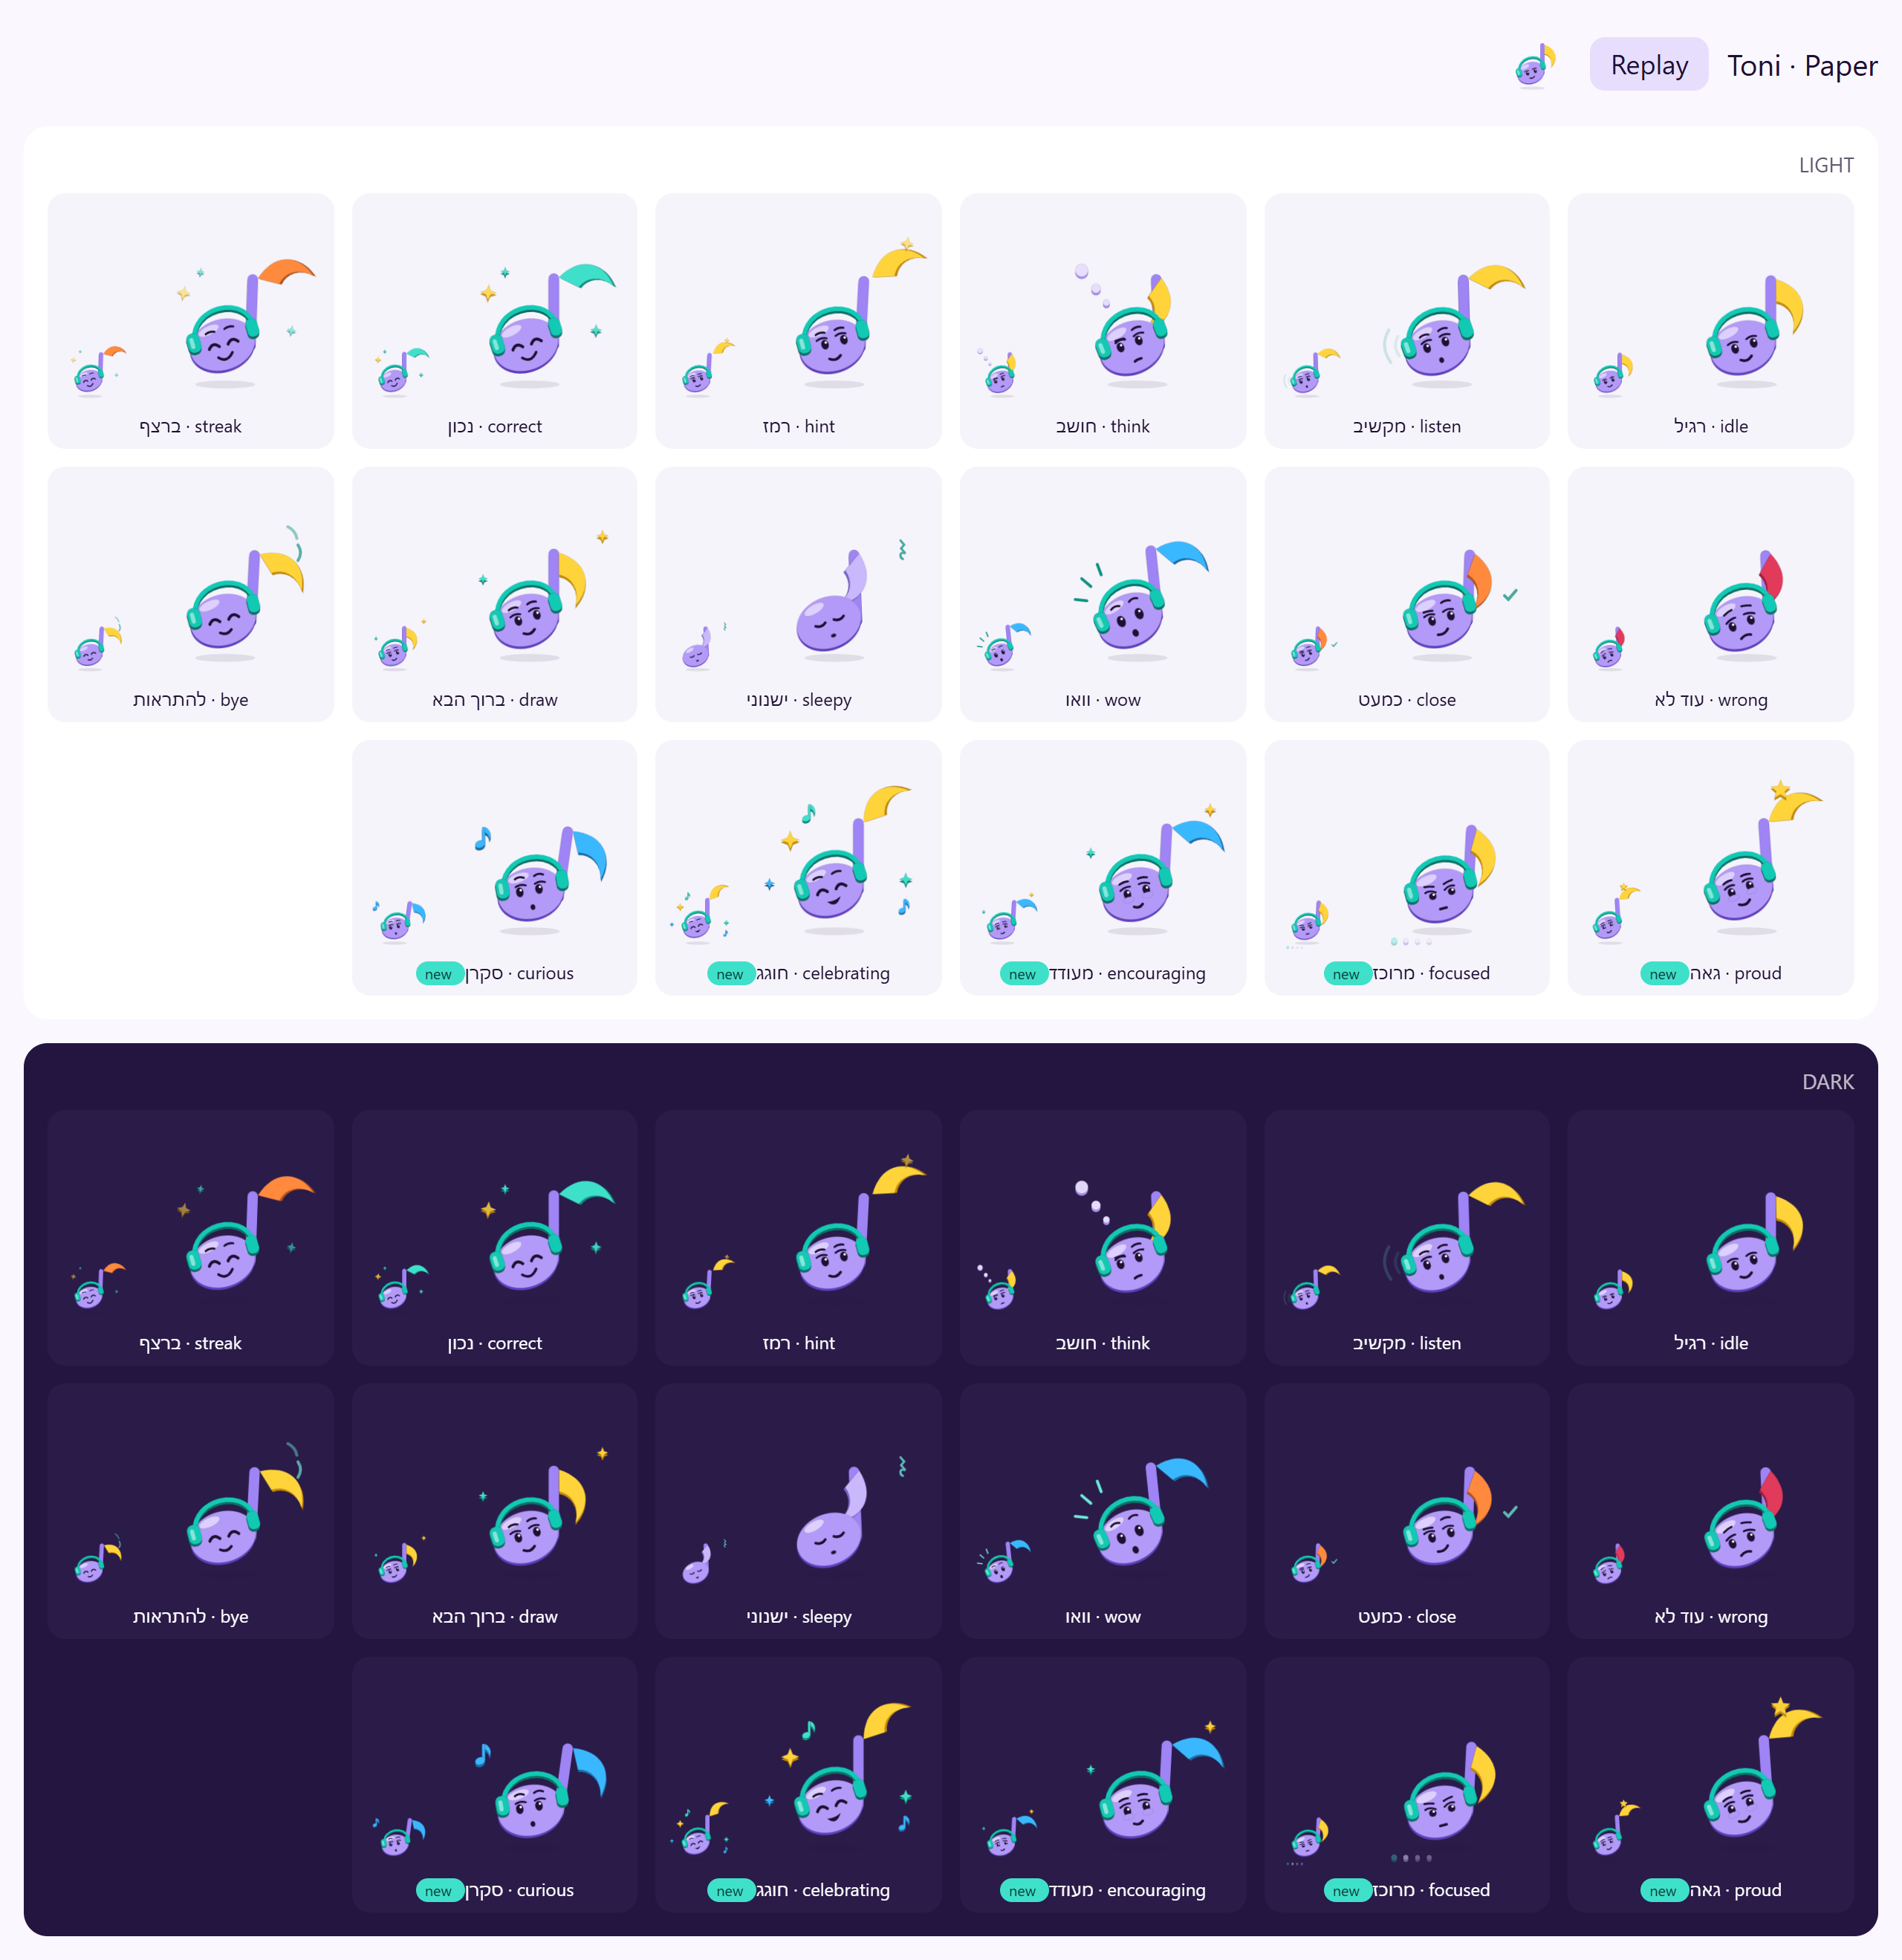 Toni · Paper
Replay
LIGHT
רגיל · idle
מקשיב · listen
חושב · think
רמז · hint
נכון · correct
ברצף · streak
עוד לא · wrong
כמעט · close
וואו · wow
ישנוני · sleepy
ברוך הבא · draw
להתראות · bye
גאה · proud new
מרוכז · focused new
מעודד · encouraging new
חוגג · celebrating new
סקרן · curious new
DARK
רגיל · idle
מקשיב · listen
חושב · think
רמז · hint
נכון · correct
ברצף · streak
עוד לא · wrong
כמעט · close
וואו · wow
ישנוני · sleepy
ברוך הבא · draw
להתראות · bye
גאה · proud new
מרוכז · focused new
מעודד · encouraging new
חוגג · celebrating new
סקרן · curious new